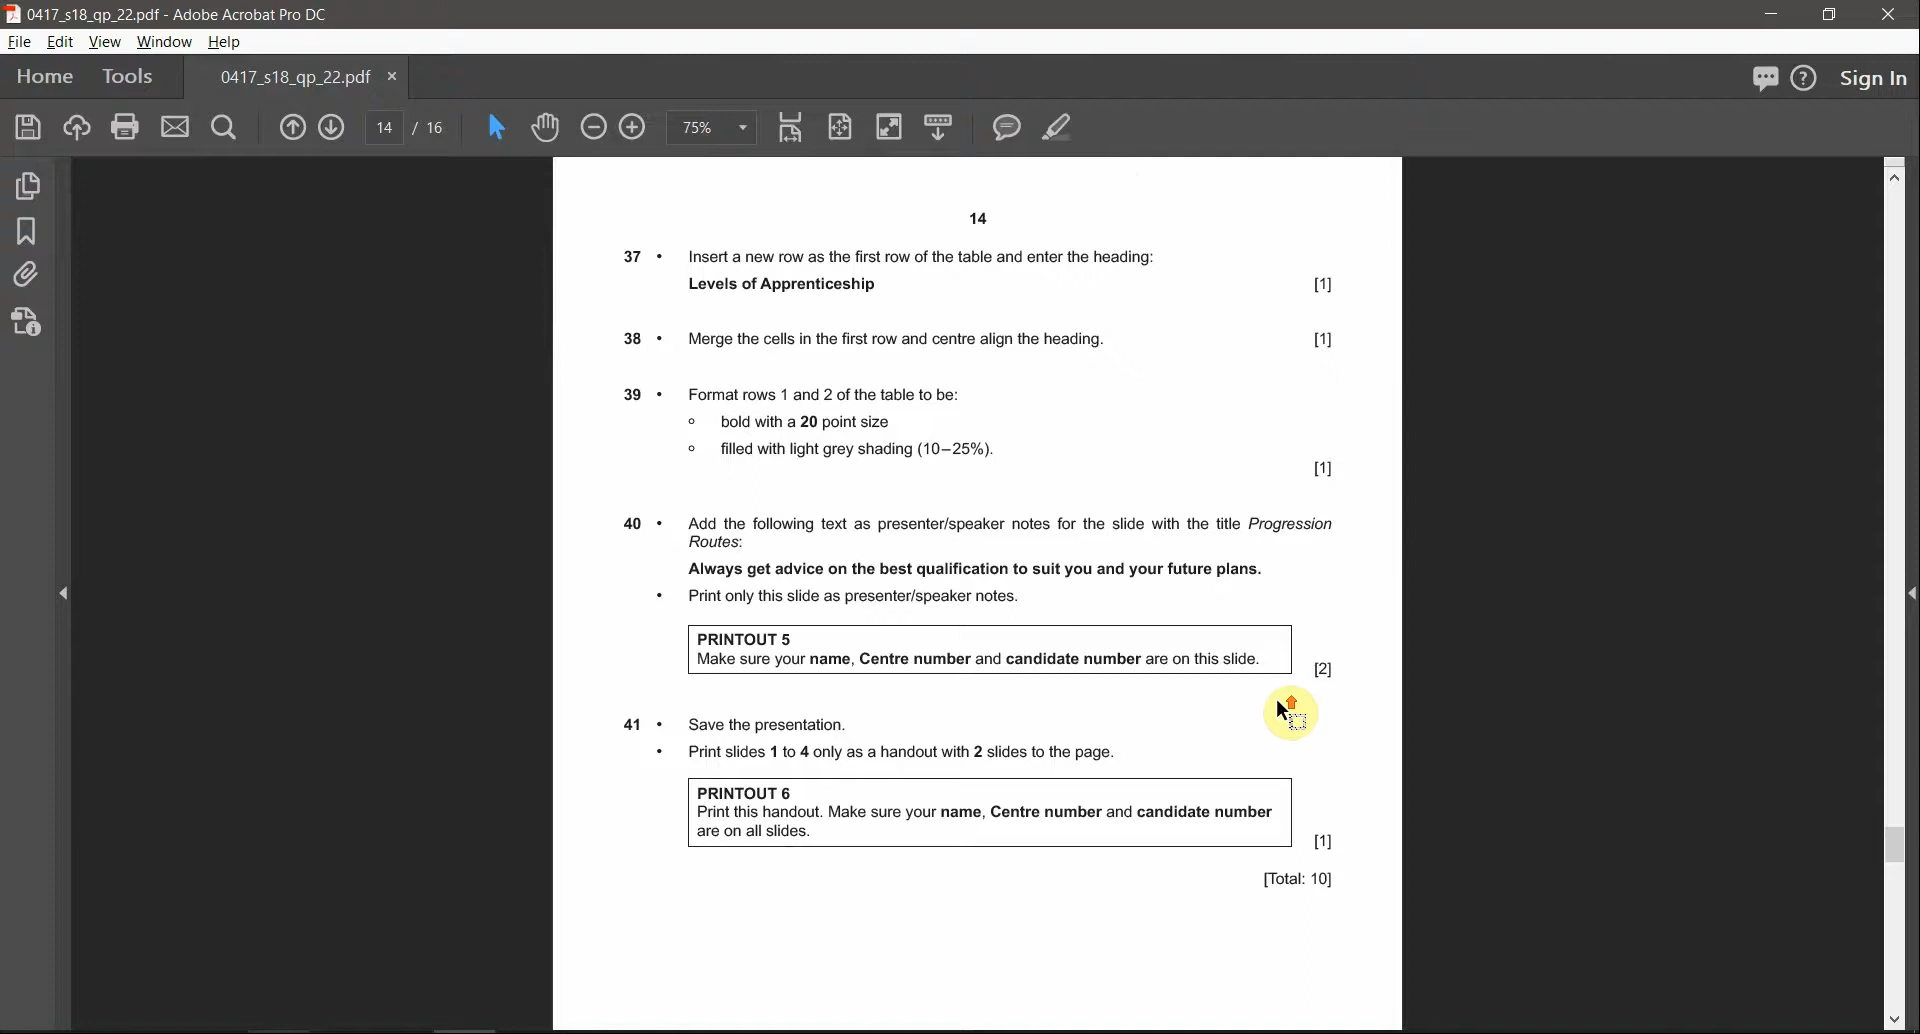 0417_s18_qp_22.pdf - Adobe Acrobat Pro DC
File Edit View Window Help
Home Tools 0417_s18_qp_22.pdf × Sign In
14 / 16 75%
14
37 • Insert a new row as the first row of the table and enter the heading:
Levels of Apprenticeship [1]
38 • Merge the cells in the first row and centre align the heading. [1]
39 • Format rows 1 and 2 of the table to be:
° bold with a 20 point size
° filled with light grey shading (10–25%).
[1]
40 • Add the following text as presenter/speaker notes for the slide with the title Progression
Routes:
Always get advice on the best qualification to suit you and your future plans.
• Print only this slide as presenter/speaker notes.
PRINTOUT 5
Make sure your name, Centre number and candidate number are on this slide.
[2]
41 • Save the presentation.
• Print slides 1 to 4 only as a handout with 2 slides to the page.
PRINTOUT 6
Print this handout. Make sure your name, Centre number and candidate number
are on all slides.
[1]
[Total: 10]